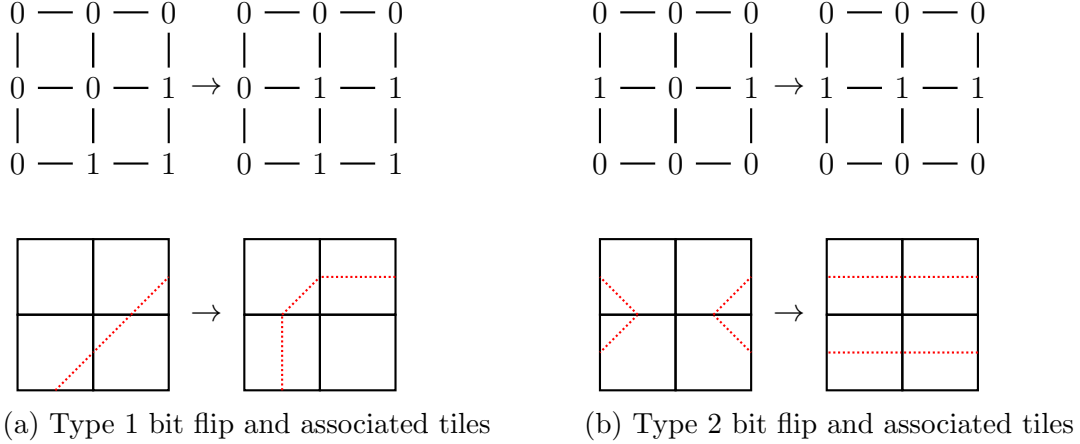 0 — 0 — 0 0 — 0 — 0 0 — 0 — 0 0 — 0 — 0
0 — 0 — 1 → 0 — 1 — 1 1 — 0 — 1 → 1 — 1 — 1
0 — 1 — 1 0 — 1 — 1 0 — 0 — 0 0 — 0 — 0
→ →
(a) Type 1 bit flip and associated tiles (b) Type 2 bit flip and associated tiles